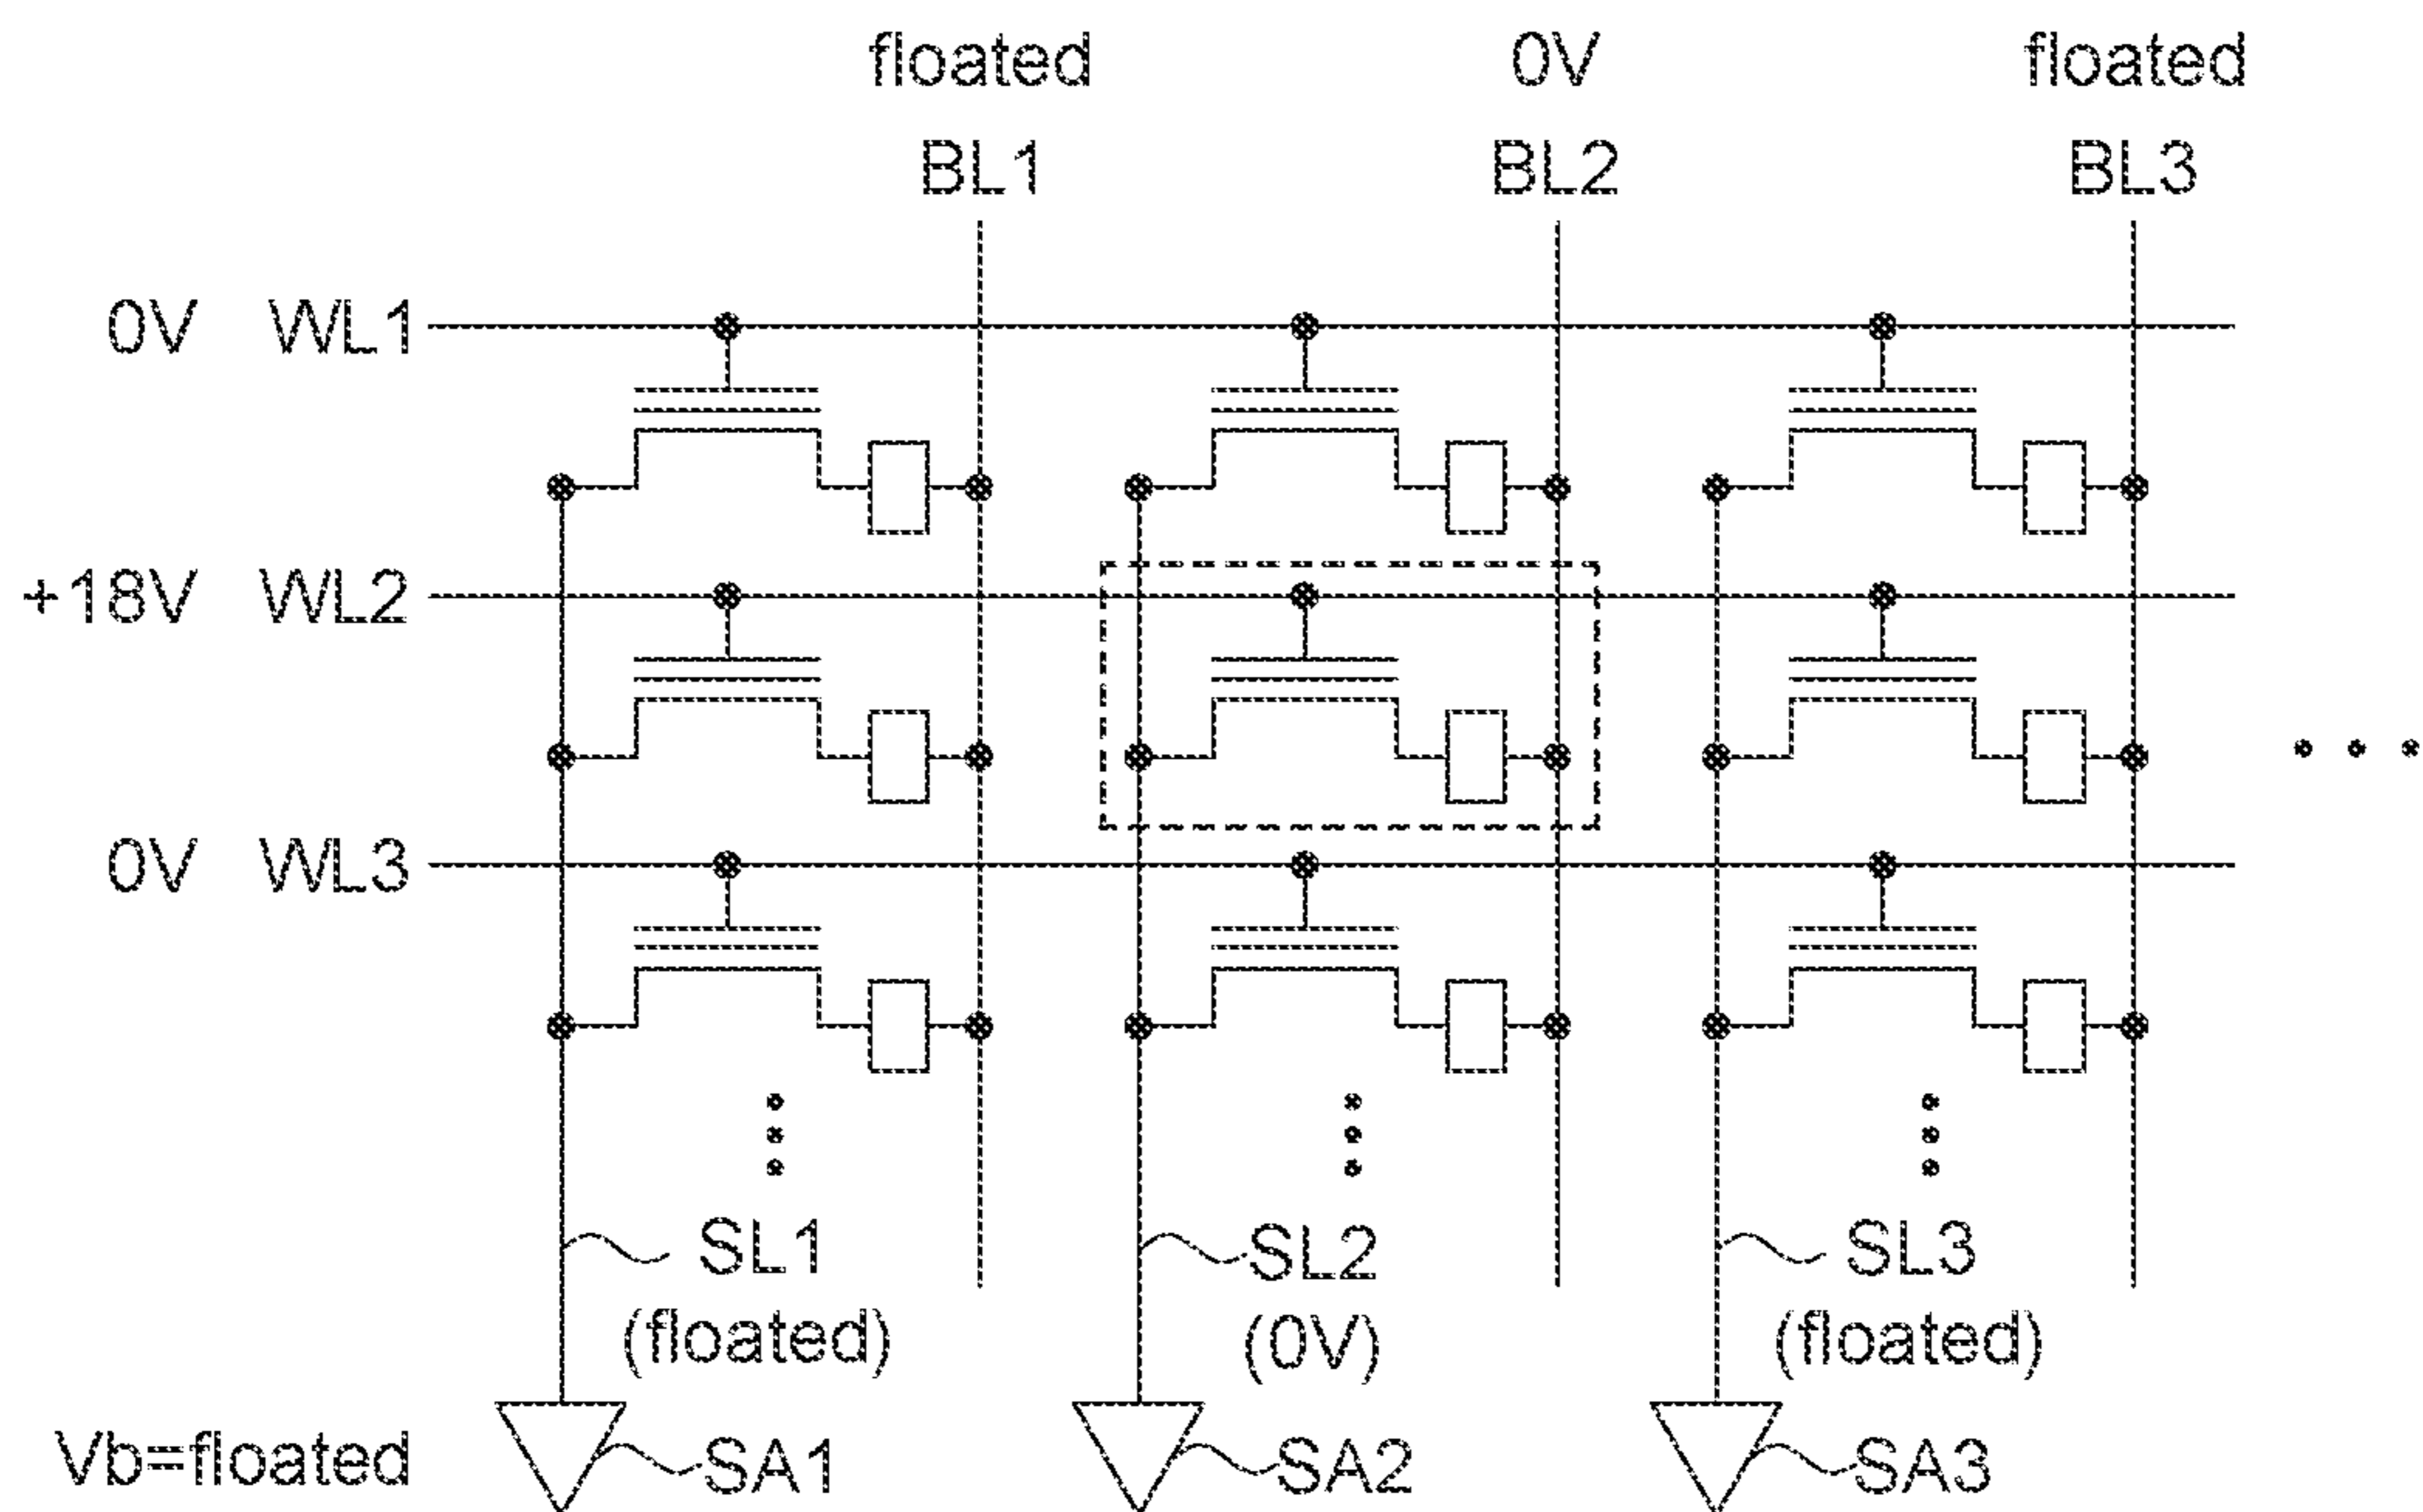 floated 0V floated
BL1 BL2 BL3
0V WL1
+18V WL2
0V WL3
SL1 SL2 SL3
(floated) (0V) (floated)
Vb=floated SA1 SA2 SA3